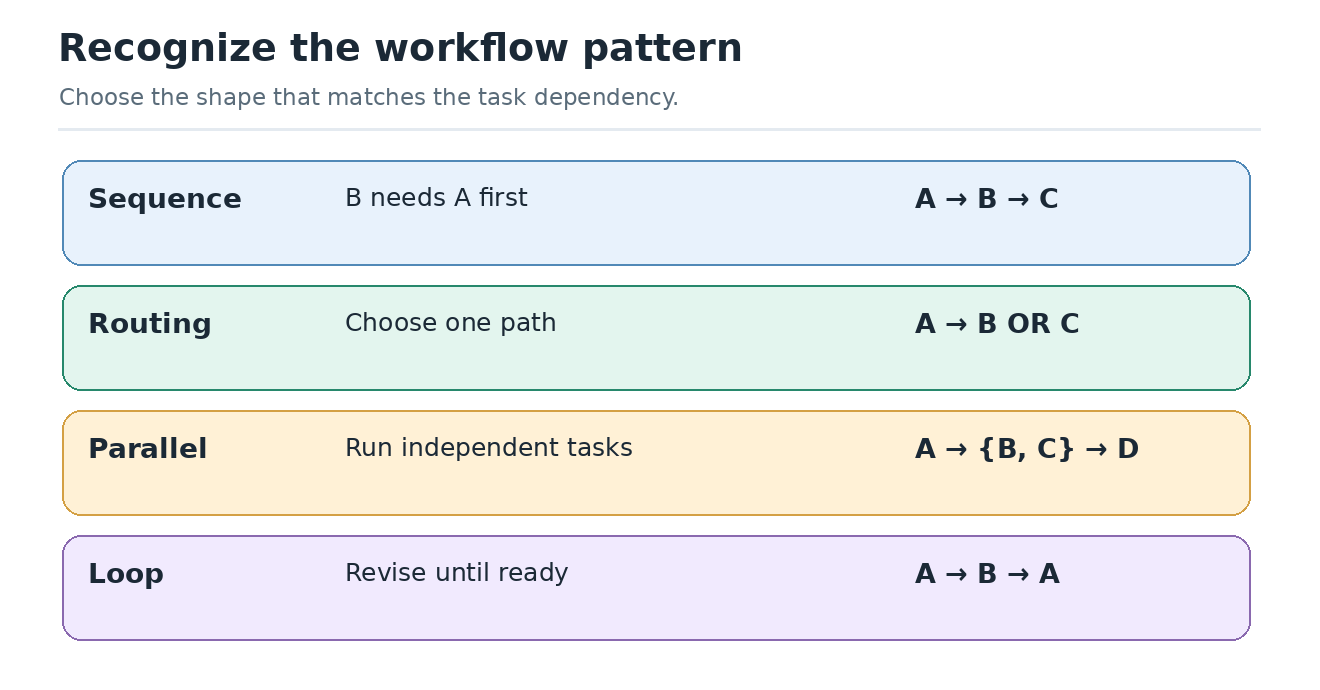 Recognize the workflow pattern
Choose the shape that matches the task dependency.
Sequence B needs A first A → B → C
Routing Choose one path A → B OR C
Parallel Run independent tasks A → {B, C} → D
Loop Revise until ready A → B → A